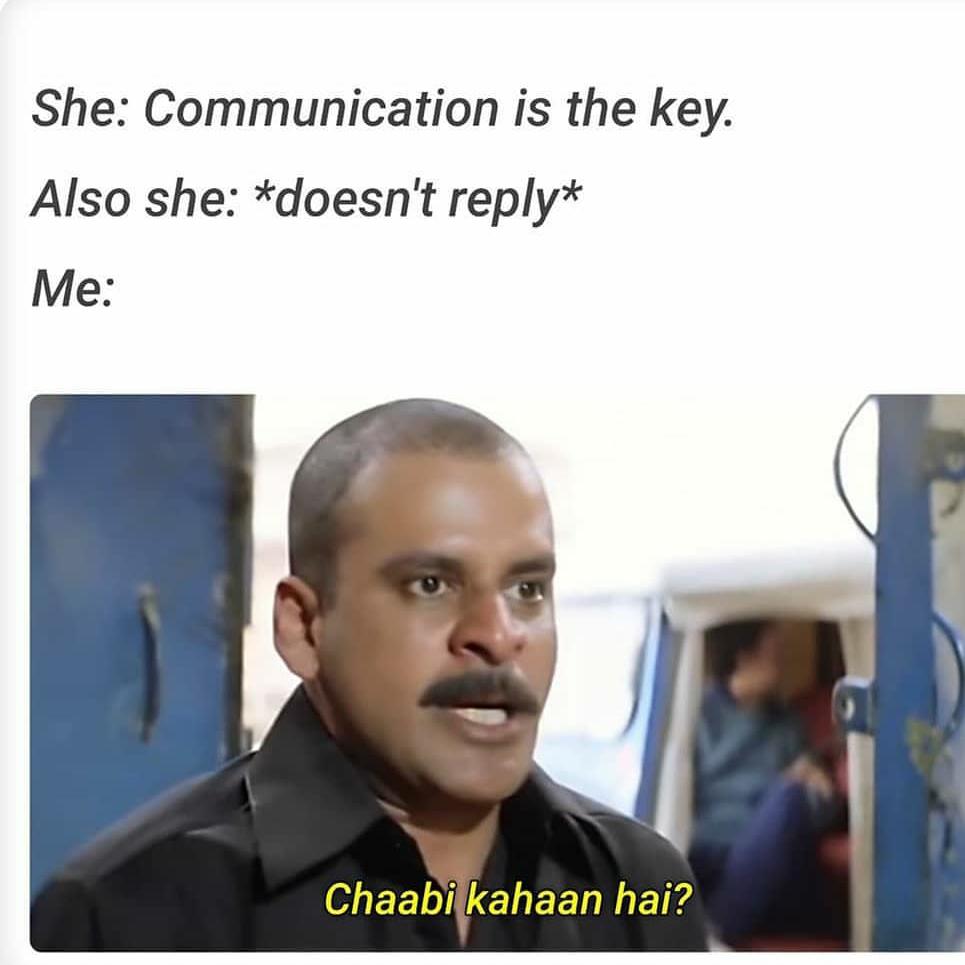 She: Communication is the key.
Also she: *doesn't reply*
Me:
Chaabi kahaan hai?